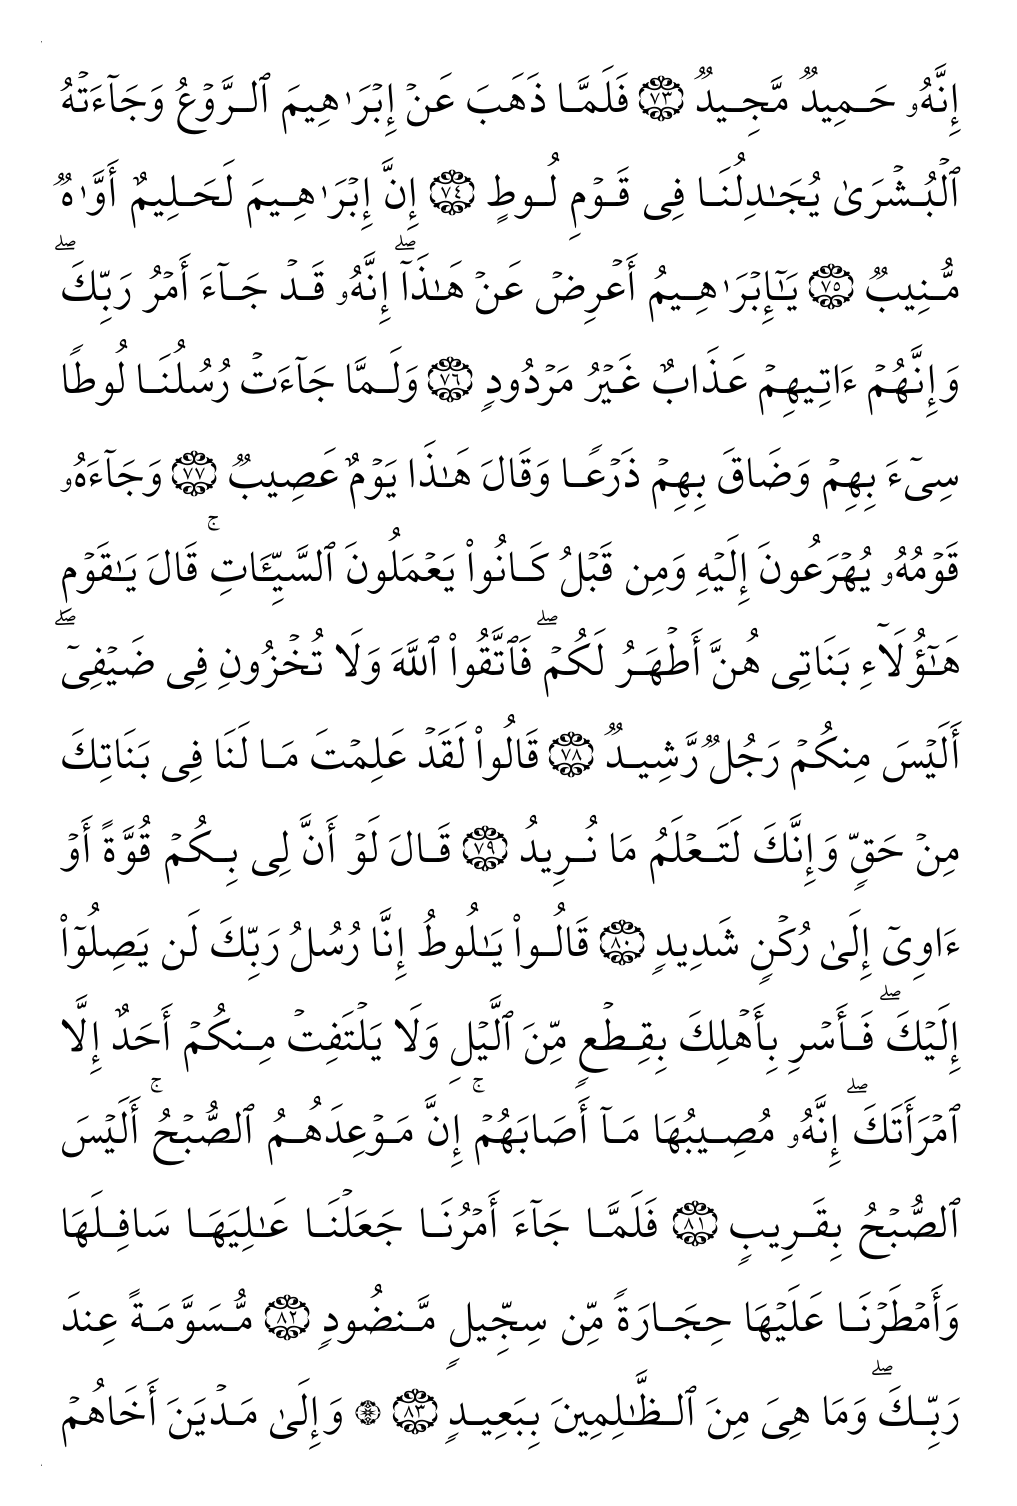 إِنَّهُۥ حَمِيدٌ مَّجِيدٌ ٧٣ فَلَمَّا ذَهَبَ عَنْ إِبْرَٰهِيمَ ٱلرَّوْعُ وَجَآءَتْهُ
ٱلْبُشْرَىٰ يُجَٰدِلُنَا فِى قَوْمِ لُوطٍ ٧٤ إِنَّ إِبْرَٰهِيمَ لَحَلِيمٌ أَوَّٰهٌ
مُّنِيبٌ ٧٥ يَٰٓإِبْرَٰهِيمُ أَعْرِضْ عَنْ هَٰذَآ ۖ إِنَّهُۥ قَدْ جَآءَ أَمْرُ رَبِّكَ ۖ
وَإِنَّهُمْ ءَاتِيهِمْ عَذَابٌ غَيْرُ مَرْدُودٍ ٧٦ وَلَمَّا جَآءَتْ رُسُلُنَا لُوطًا
سِىٓءَ بِهِمْ وَضَاقَ بِهِمْ ذَرْعًا وَقَالَ هَٰذَا يَوْمٌ عَصِيبٌ ٧٧ وَجَآءَهُۥ
قَوْمُهُۥ يُهْرَعُونَ إِلَيْهِ وَمِن قَبْلُ كَانُوا۟ يَعْمَلُونَ ٱلسَّيِّـَٔاتِ ۚ قَالَ يَٰقَوْمِ
هَٰٓؤُلَآءِ بَنَاتِى هُنَّ أَطْهَرُ لَكُمْ ۖ فَٱتَّقُوا۟ ٱللَّهَ وَلَا تُخْزُونِ فِى ضَيْفِىٓ ۖ
أَلَيْسَ مِنكُمْ رَجُلٌ رَّشِيدٌ ٧٨ قَالُوا۟ لَقَدْ عَلِمْتَ مَا لَنَا فِى بَنَاتِكَ
مِنْ حَقٍّ وَإِنَّكَ لَتَعْلَمُ مَا نُرِيدُ ٧٩ قَالَ لَوْ أَنَّ لِى بِكُمْ قُوَّةً أَوْ
ءَاوِىٓ إِلَىٰ رُكْنٍ شَدِيدٍ ٨٠ قَالُوا۟ يَٰلُوطُ إِنَّا رُسُلُ رَبِّكَ لَن يَصِلُوٓا۟
إِلَيْكَ ۖ فَأَسْرِ بِأَهْلِكَ بِقِطْعٍ مِّنَ ٱلَّيْلِ وَلَا يَلْتَفِتْ مِنكُمْ أَحَدٌ إِلَّا
ٱمْرَأَتَكَ ۖ إِنَّهُۥ مُصِيبُهَا مَآ أَصَابَهُمْ ۚ إِنَّ مَوْعِدَهُمُ ٱلصُّبْحُ ۚ أَلَيْسَ
ٱلصُّبْحُ بِقَرِيبٍ ٨١ فَلَمَّا جَآءَ أَمْرُنَا جَعَلْنَا عَٰلِيَهَا سَافِلَهَا
وَأَمْطَرْنَا عَلَيْهَا حِجَارَةً مِّن سِجِّيلٍ مَّنضُودٍ ٨٢ مُّسَوَّمَةً عِندَ
رَبِّكَ ۖ وَمَا هِىَ مِنَ ٱلظَّٰلِمِينَ بِبَعِيدٍ ٨٣ ۞ وَإِلَىٰ مَدْيَنَ أَخَاهُمْ